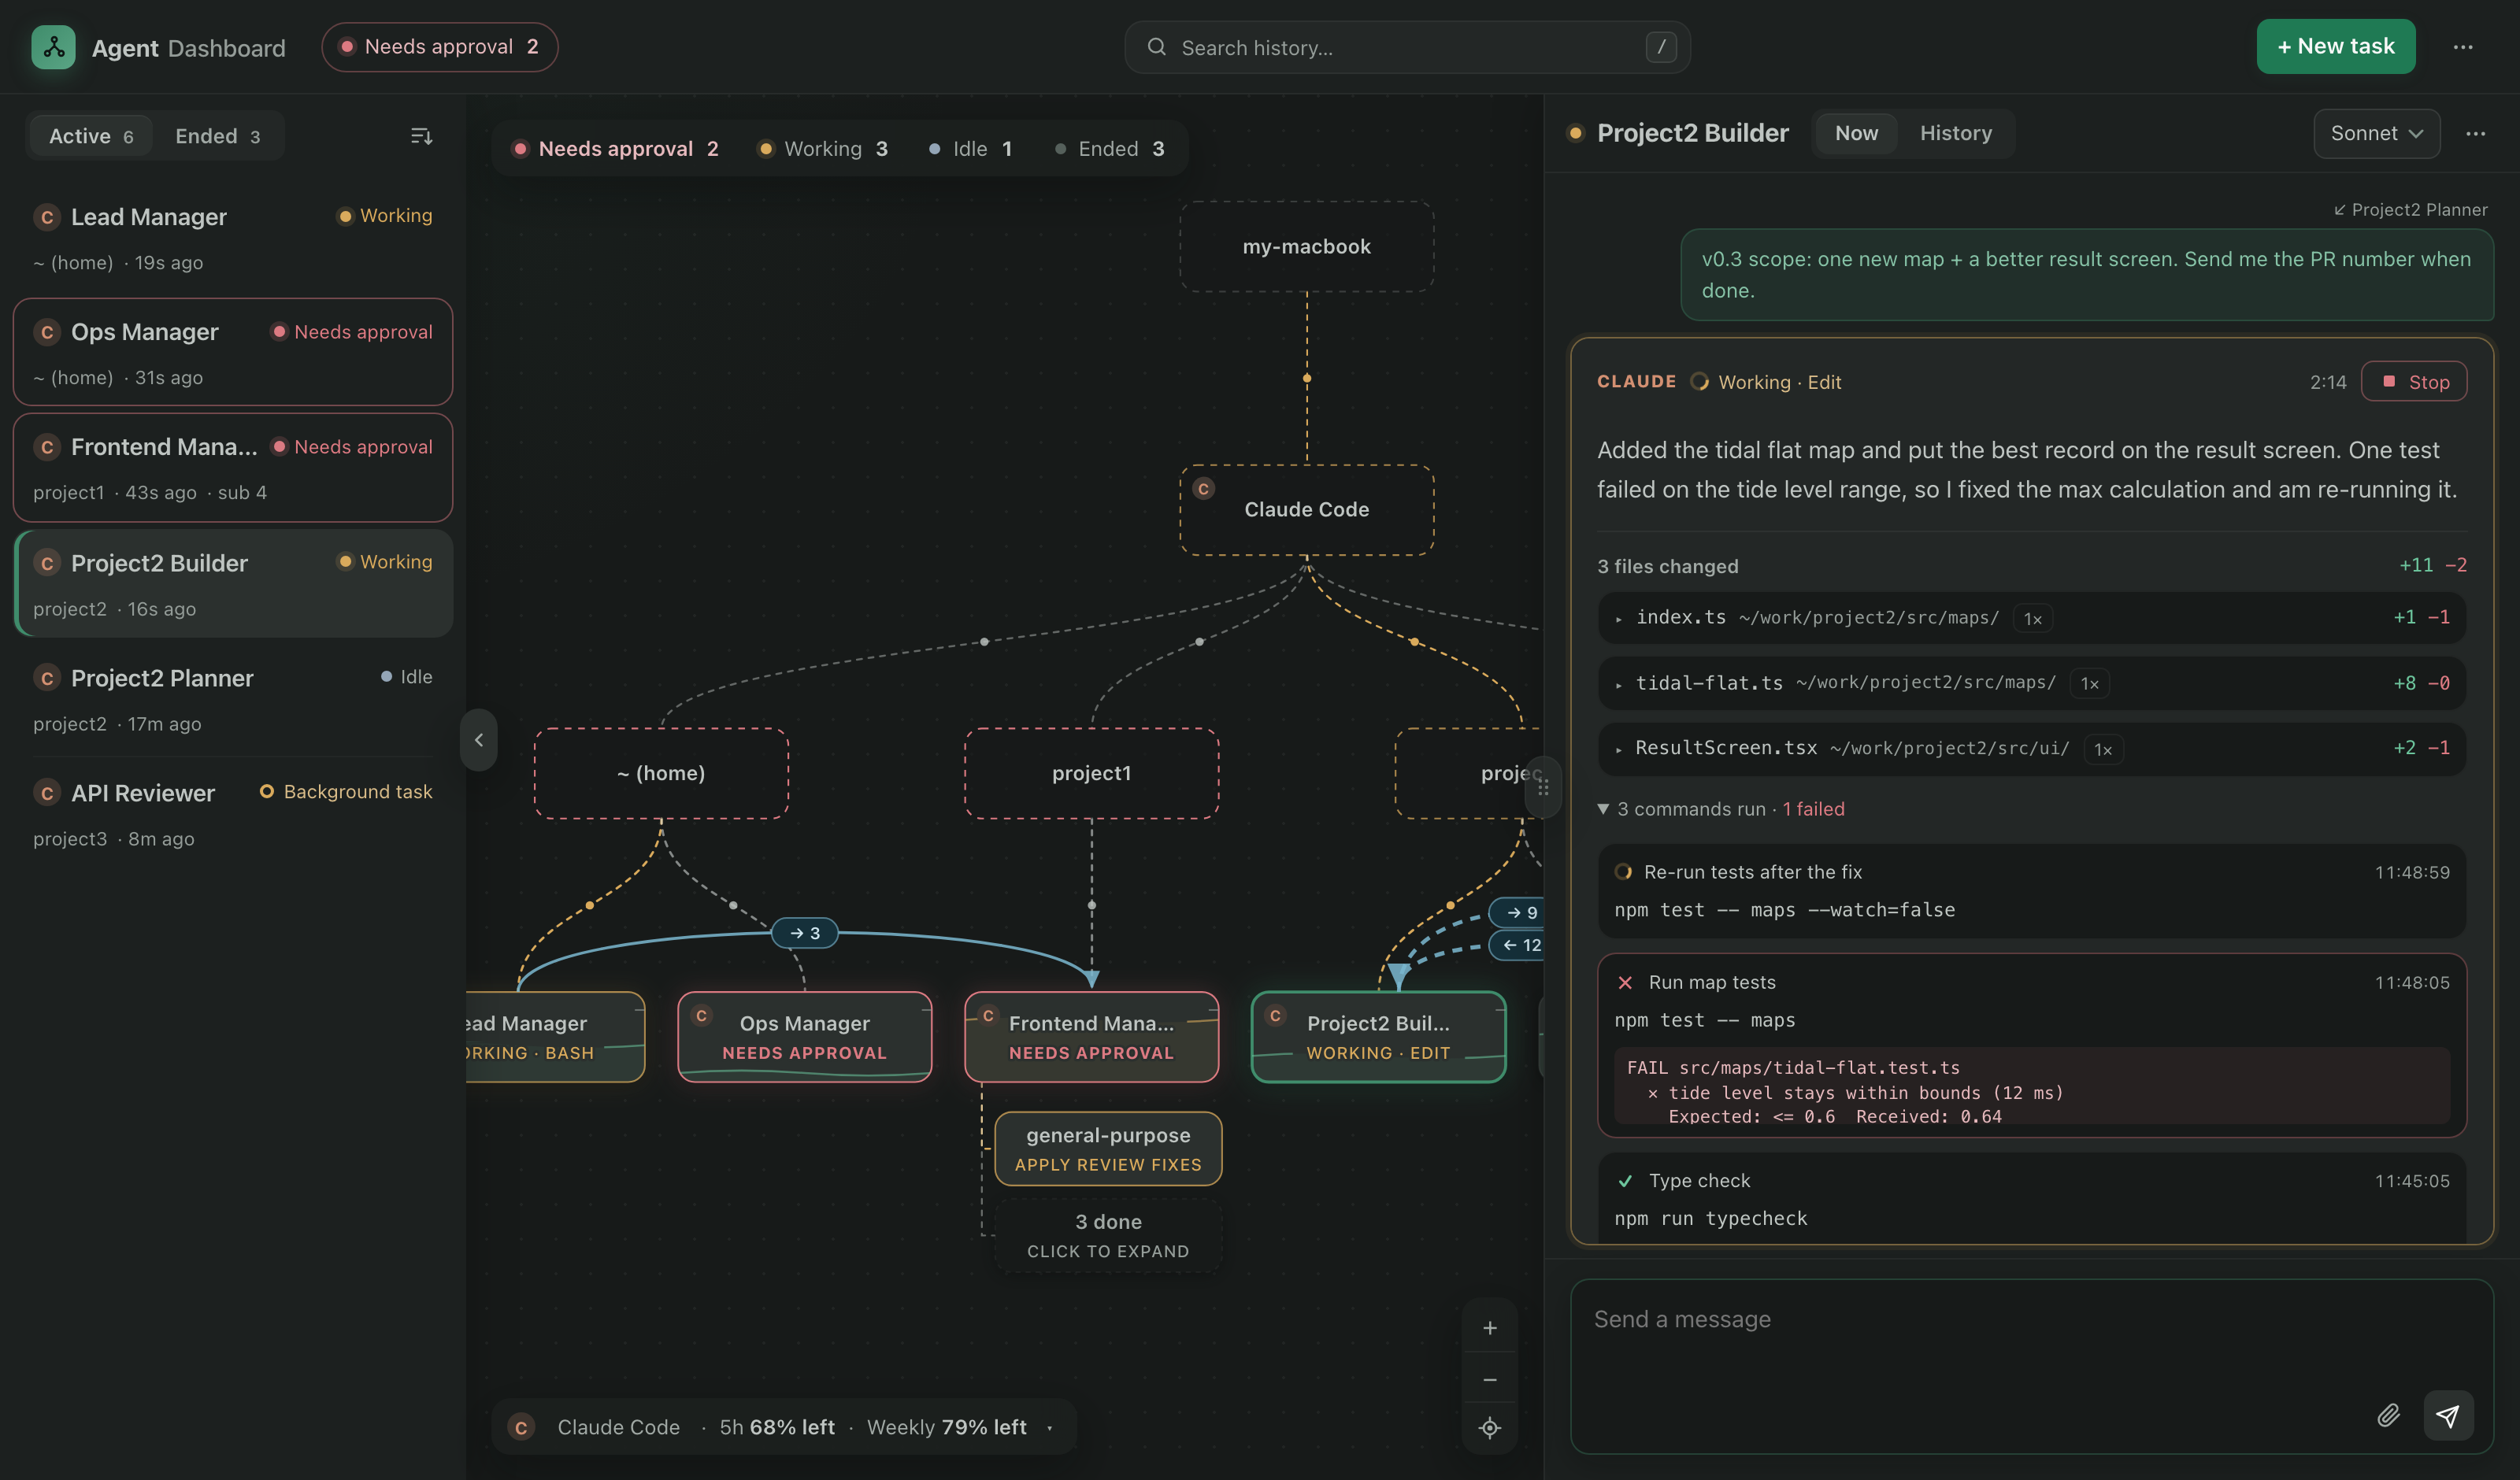 Agent Dashboard
Needs approval 2
Search history...
/
+ New task
Active 6
Ended 3
C Lead Manager
Working
~ (home) · 19s ago
C Ops Manager
Needs approval
~ (home) · 31s ago
C Frontend Mana...
Needs approval
project1 · 43s ago · sub 4
C Project2 Builder
Working
project2 · 16s ago
C Project2 Planner
Idle
project2 · 17m ago
C API Reviewer
Background task
project3 · 8m ago
Needs approval 2
Working 3
Idle 1
Ended 3
my-macbook
C
Claude Code
~ (home)
project1
projec
→ 3
→ 9
← 12
ead Manager
ORKING · BASH
C
Ops Manager
NEEDS APPROVAL
C
Frontend Mana...
NEEDS APPROVAL
C
Project2 Buil...
WORKING · EDIT
general-purpose
APPLY REVIEW FIXES
3 done
CLICK TO EXPAND
+
−
C Claude Code · 5h 68% left · Weekly 79% left
Project2 Builder
Now
History
Sonnet
↙ Project2 Planner
v0.3 scope: one new map + a better result screen. Send me the PR number when
done.
CLAUDE Working · Edit
2:14
Stop
Added the tidal flat map and put the best record on the result screen. One test
failed on the tide level range, so I fixed the max calculation and am re-running it.
3 files changed
+11 −2
▸ index.ts ~/work/project2/src/maps/ 1×
+1 −1
▸ tidal-flat.ts ~/work/project2/src/maps/ 1×
+8 −0
▸ ResultScreen.tsx ~/work/project2/src/ui/ 1×
+2 −1
▼ 3 commands run · 1 failed
Re-run tests after the fix
11:48:59
npm test -- maps --watch=false
× Run map tests
11:48:05
npm test -- maps
FAIL src/maps/tidal-flat.test.ts
× tide level stays within bounds (12 ms)
Expected: <= 0.6 Received: 0.64
✓ Type check
11:45:05
npm run typecheck
Send a message